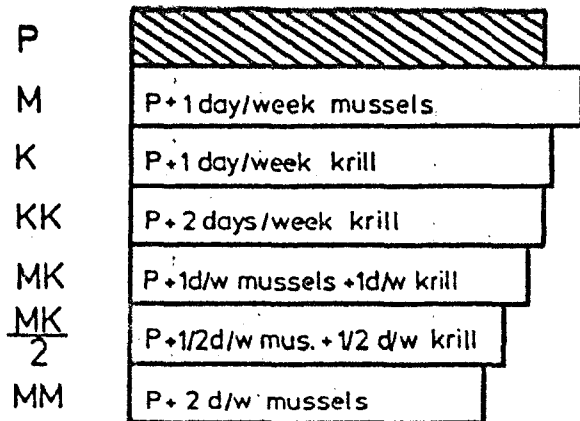 P
M P+1 day/week mussels
K P+1 day/week krill
KK P+2 days/week krill
MK P+1d/w mussels +1d/w krill
MK/2 P+1/2d/w mus. + 1/2 d/w krill
MM P+ 2 d/w mussels